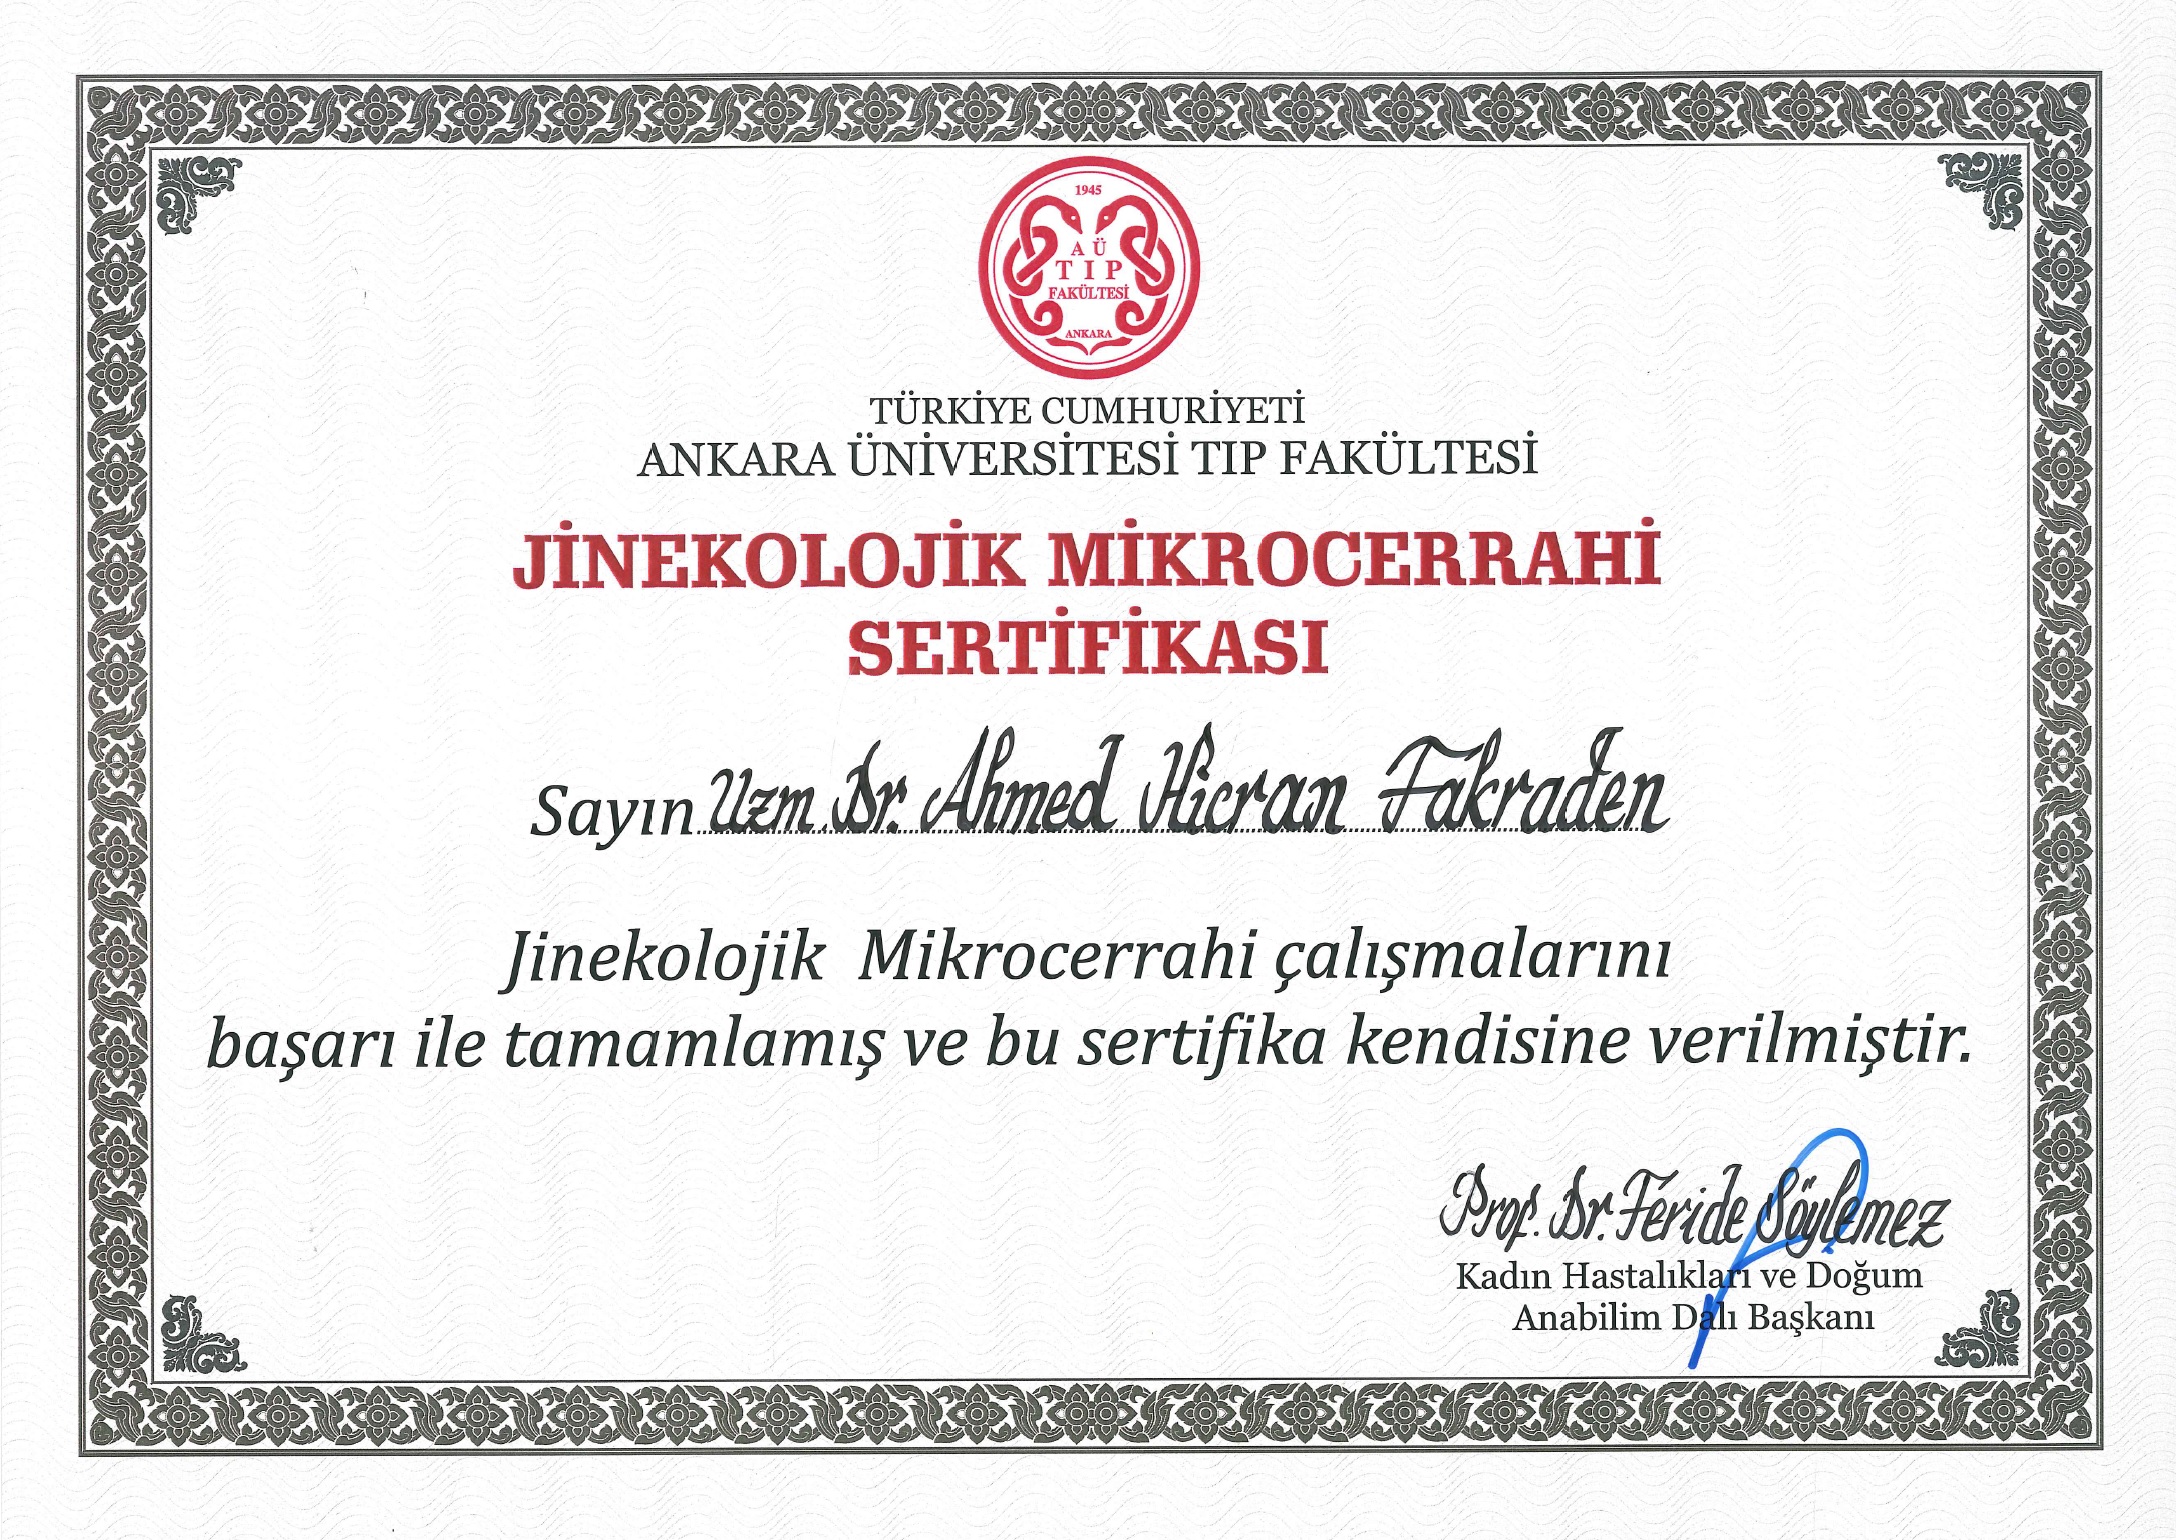 1945
A Ü
TIP
FAKÜLTESİ
ANKARA
TÜRKİYE CUMHURİYETİ
ANKARA ÜNİVERSİTESİ TIP FAKÜLTESİ
JİNEKOLOJİK MİKROCERRAHİ
SERTİFİKASI
Sayın Uzm. Dr. Ahmed Hicran Fakraden
Jinekolojik Mikrocerrahi çalışmalarını
başarı ile tamamlamış ve bu sertifika kendisine verilmiştir.
Prof. Dr. Feride Söylemez
Kadın Hastalıkları ve Doğum
Anabilim Dalı Başkanı